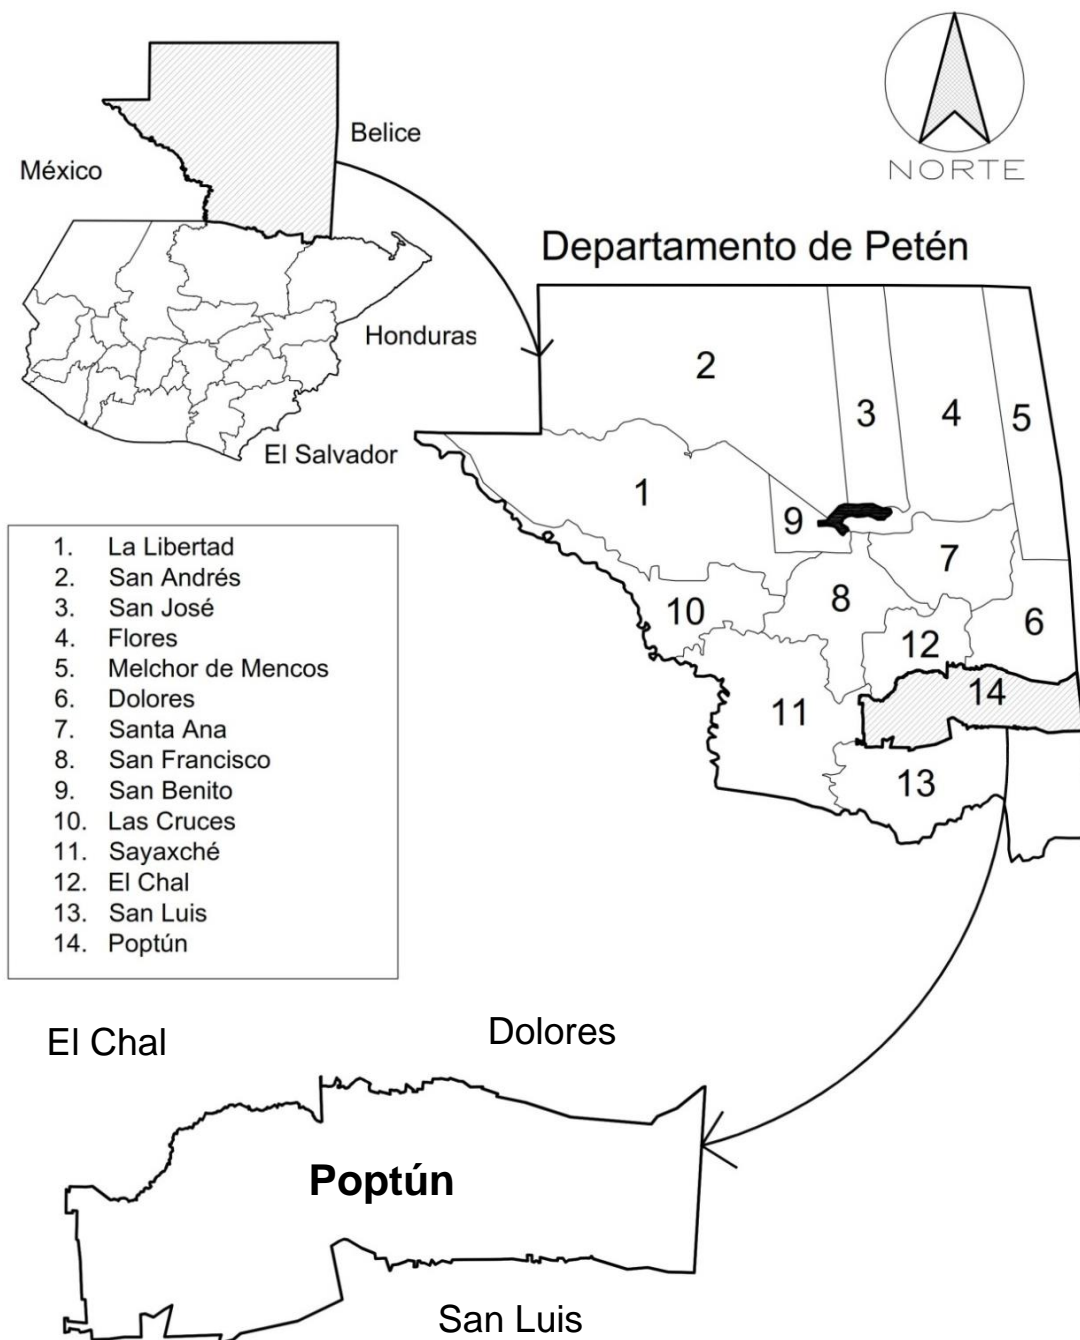 NORTE
México
Belice
Honduras
El Salvador
Departamento de Petén
2
3
4
5
1
9
7
10
8
12
6
14
11
13
1. La Libertad
2. San Andrés
3. San José
4. Flores
5. Melchor de Mencos
6. Dolores
7. Santa Ana
8. San Francisco
9. San Benito
10. Las Cruces
11. Sayaxché
12. El Chal
13. San Luis
14. Poptún
El Chal
Dolores
Poptún
San Luis